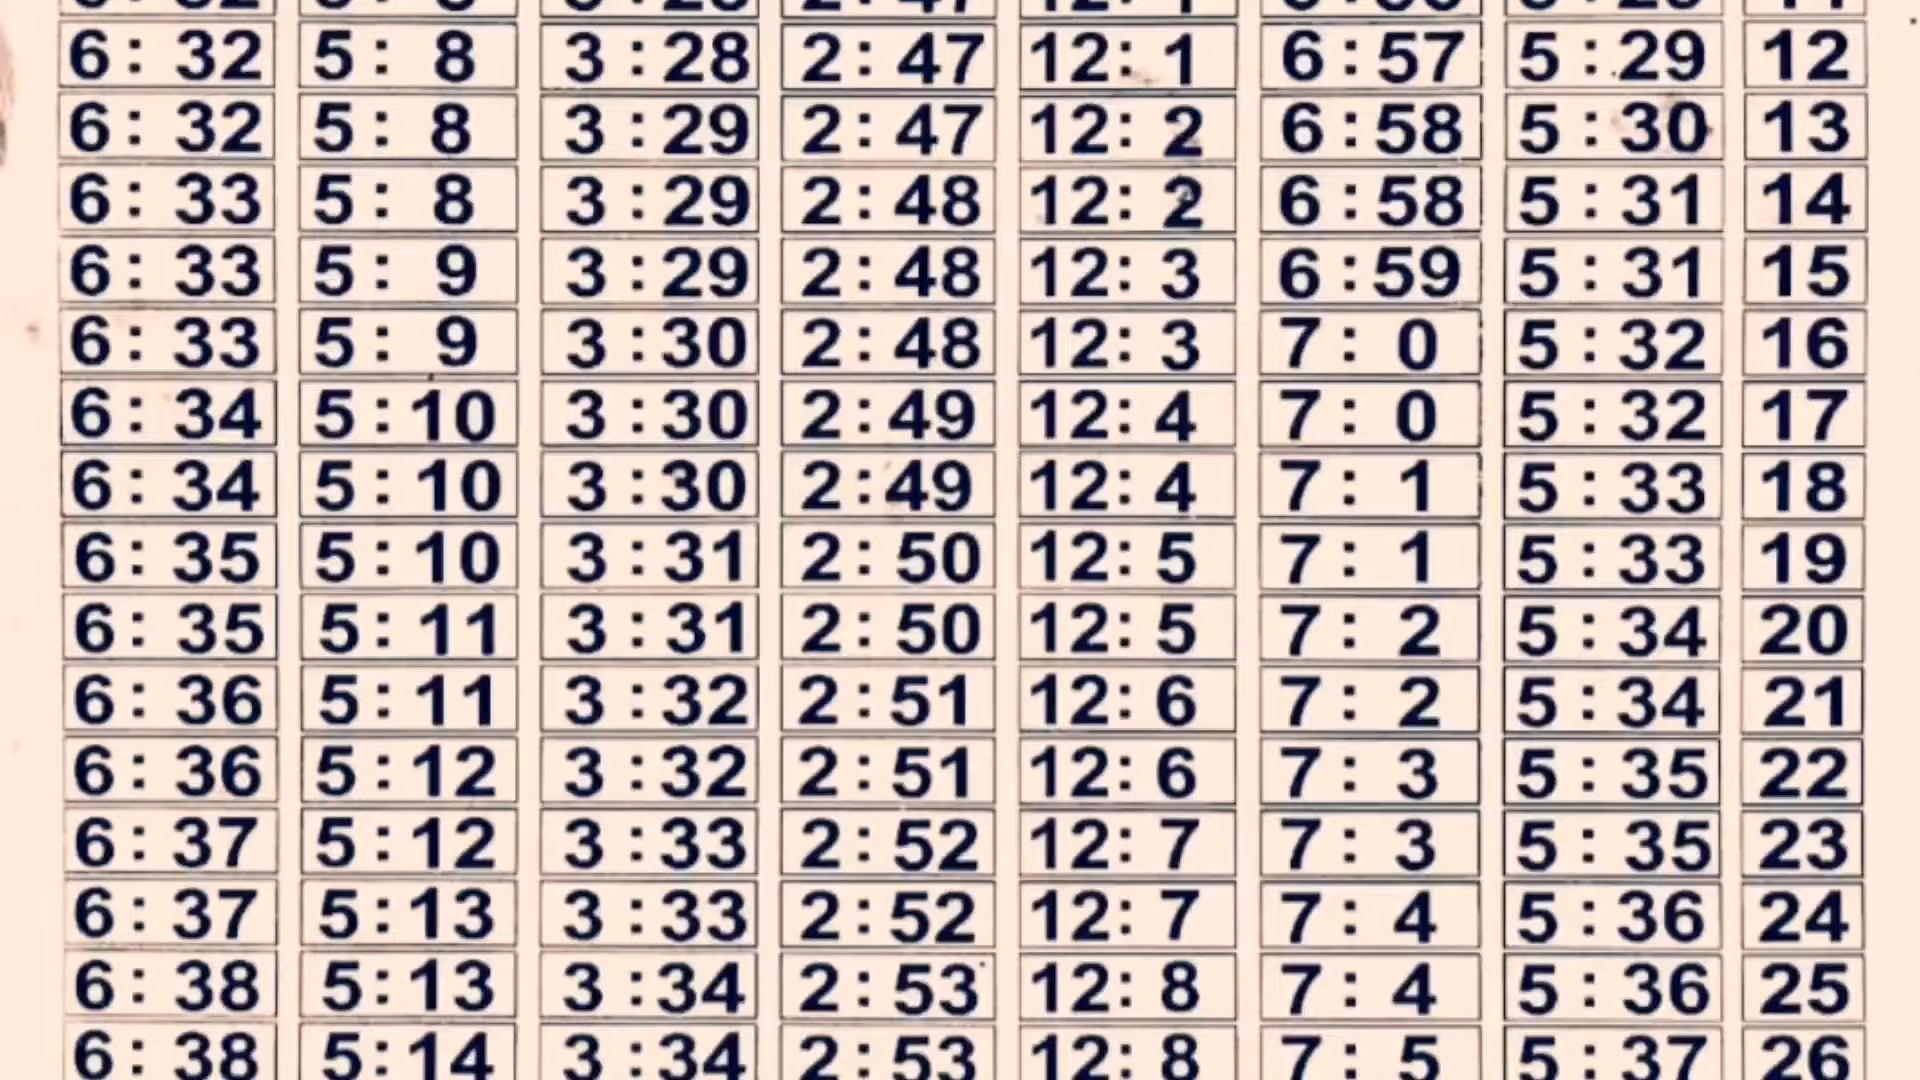 6: 32 5: 8 3:28 2:47 12: 1 6:57 5:29 12
6: 32 5: 8 3:29 2:47 12: 2 6:58 5:30 13
6: 33 5: 8 3:29 2:48 12: 2 6:58 5:31 14
6: 33 5: 9 3:29 2:48 12: 3 6:59 5:31 15
6: 33 5: 9 3:30 2:48 12: 3 7: 0 5:32 16
6: 34 5:10 3:30 2:49 12: 4 7: 0 5:32 17
6: 34 5:10 3:30 2:49 12: 4 7: 1 5:33 18
6: 35 5:10 3:31 2:50 12: 5 7: 1 5:33 19
6: 35 5:11 3:31 2:50 12: 5 7: 2 5:34 20
6: 36 5:11 3:32 2:51 12: 6 7: 2 5:34 21
6: 36 5:12 3:32 2:51 12: 6 7: 3 5:35 22
6: 37 5:12 3:33 2:52 12: 7 7: 3 5:35 23
6: 37 5:13 3:33 2:52 12: 7 7: 4 5:36 24
6: 38 5:13 3:34 2:53 12: 8 7: 4 5:36 25
6: 38 5:14 3:34 2:53 12: 8 7: 5 5:37 26